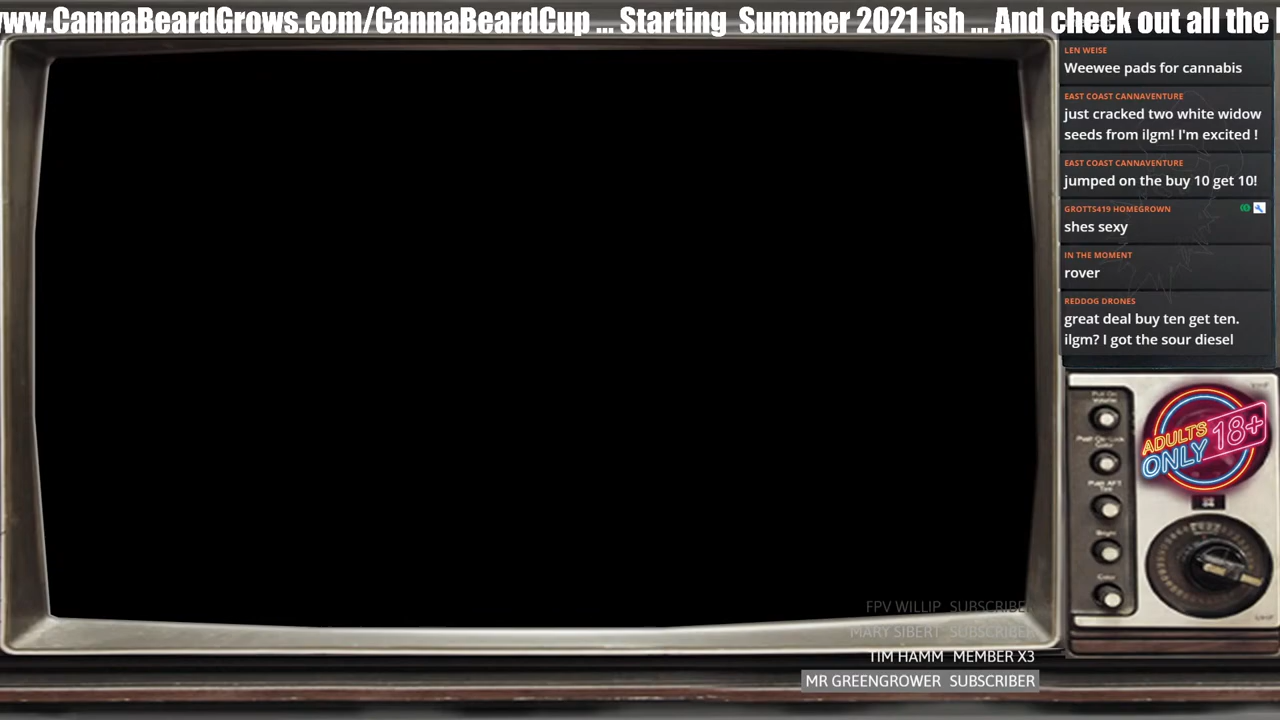 ww.CannaBeardGrows.com/CannaBeardCup ... Starting Summer 2021 ish ... And check out all the
LEN WEISE
Weewee pads for cannabis
EAST COAST CANNAVENTURE
just cracked two white widow
seeds from ilgm! I'm excited !
EAST COAST CANNAVENTURE
jumped on the buy 10 get 10!
GROTTS419 HOMEGROWN
shes sexy
IN THE MOMENT
rover
REDDOG DRONES
great deal buy ten get ten.
ilgm? I got the sour diesel
ADULTS
ONLY 18+
FPV WILLIP SUBSCRIBER
MARY SIBERT SUBSCRIBER
TIM HAMM MEMBER X3
MR GREENGROWER SUBSCRIBER